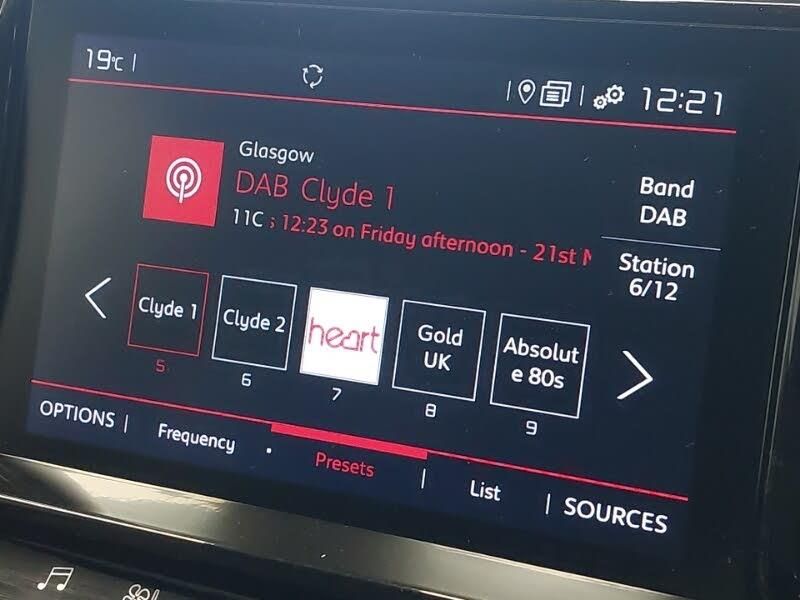 19°C
12:21
Glasgow
DAB Clyde 1
11C ; 12:23 on Friday afternoon - 21st
Band
DAB
Station
6/12
Clyde 1
Clyde 2
heart
Gold
UK
Absolut
e 80s
5
6
7
8
9
OPTIONS
Frequency
Presets
List
SOURCES